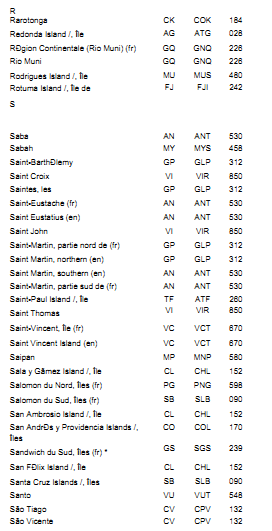 R
Rarotonga CK COK 184
Redonda Island /, Île AG ATG 028
RÐgion Continentale (Rio Muni) (fr) GQ GNQ 226
Rio Muni GQ GNQ 226
Rodrigues Island /, Île MU MUS 480
Rotuma Island /, Île de FJ FJI 242
S
Saba AN ANT 530
Sabah MY MYS 458
Saint-BarthÐlemy GP GLP 312
Saint Croix VI VIR 850
Saintes, les GP GLP 312
Saint-Eustache (fr) AN ANT 530
Saint Eustatius (en) AN ANT 530
Saint John VI VIR 850
Saint-Martin, partie nord de (fr) GP GLP 312
Saint Martin, northern (en) GP GLP 312
Saint Martin, southern (en) AN ANT 530
Saint-Martin, partie sud de (fr) AN ANT 530
Saint-Paul Island /, Île TF ATF 260
Saint Thomas VI VIR 850
Saint-Vincent, Île (fr) VC VCT 670
Saint Vincent Island (en) VC VCT 670
Saipan MP MNP 580
Sala y Gâmez Island /, Île CL CHL 152
Salomon du Nord, Îles (fr) PG PNG 598
Salomon du Sud, Îles (fr) SB SLB 090
San Ambrosio Island /, Île CL CHL 152
San AndrÐs y Providencia Islands /, CO COL 170
Îles
Sandwich du Sud, Îles (fr) * GS SGS 239
San FÐlix Island /, Île CL CHL 152
Santa Cruz Islands /, Îles SB SLB 090
Santo VU VUT 548
São Tiago CV CPV 132
São Vicente CV CPV 132